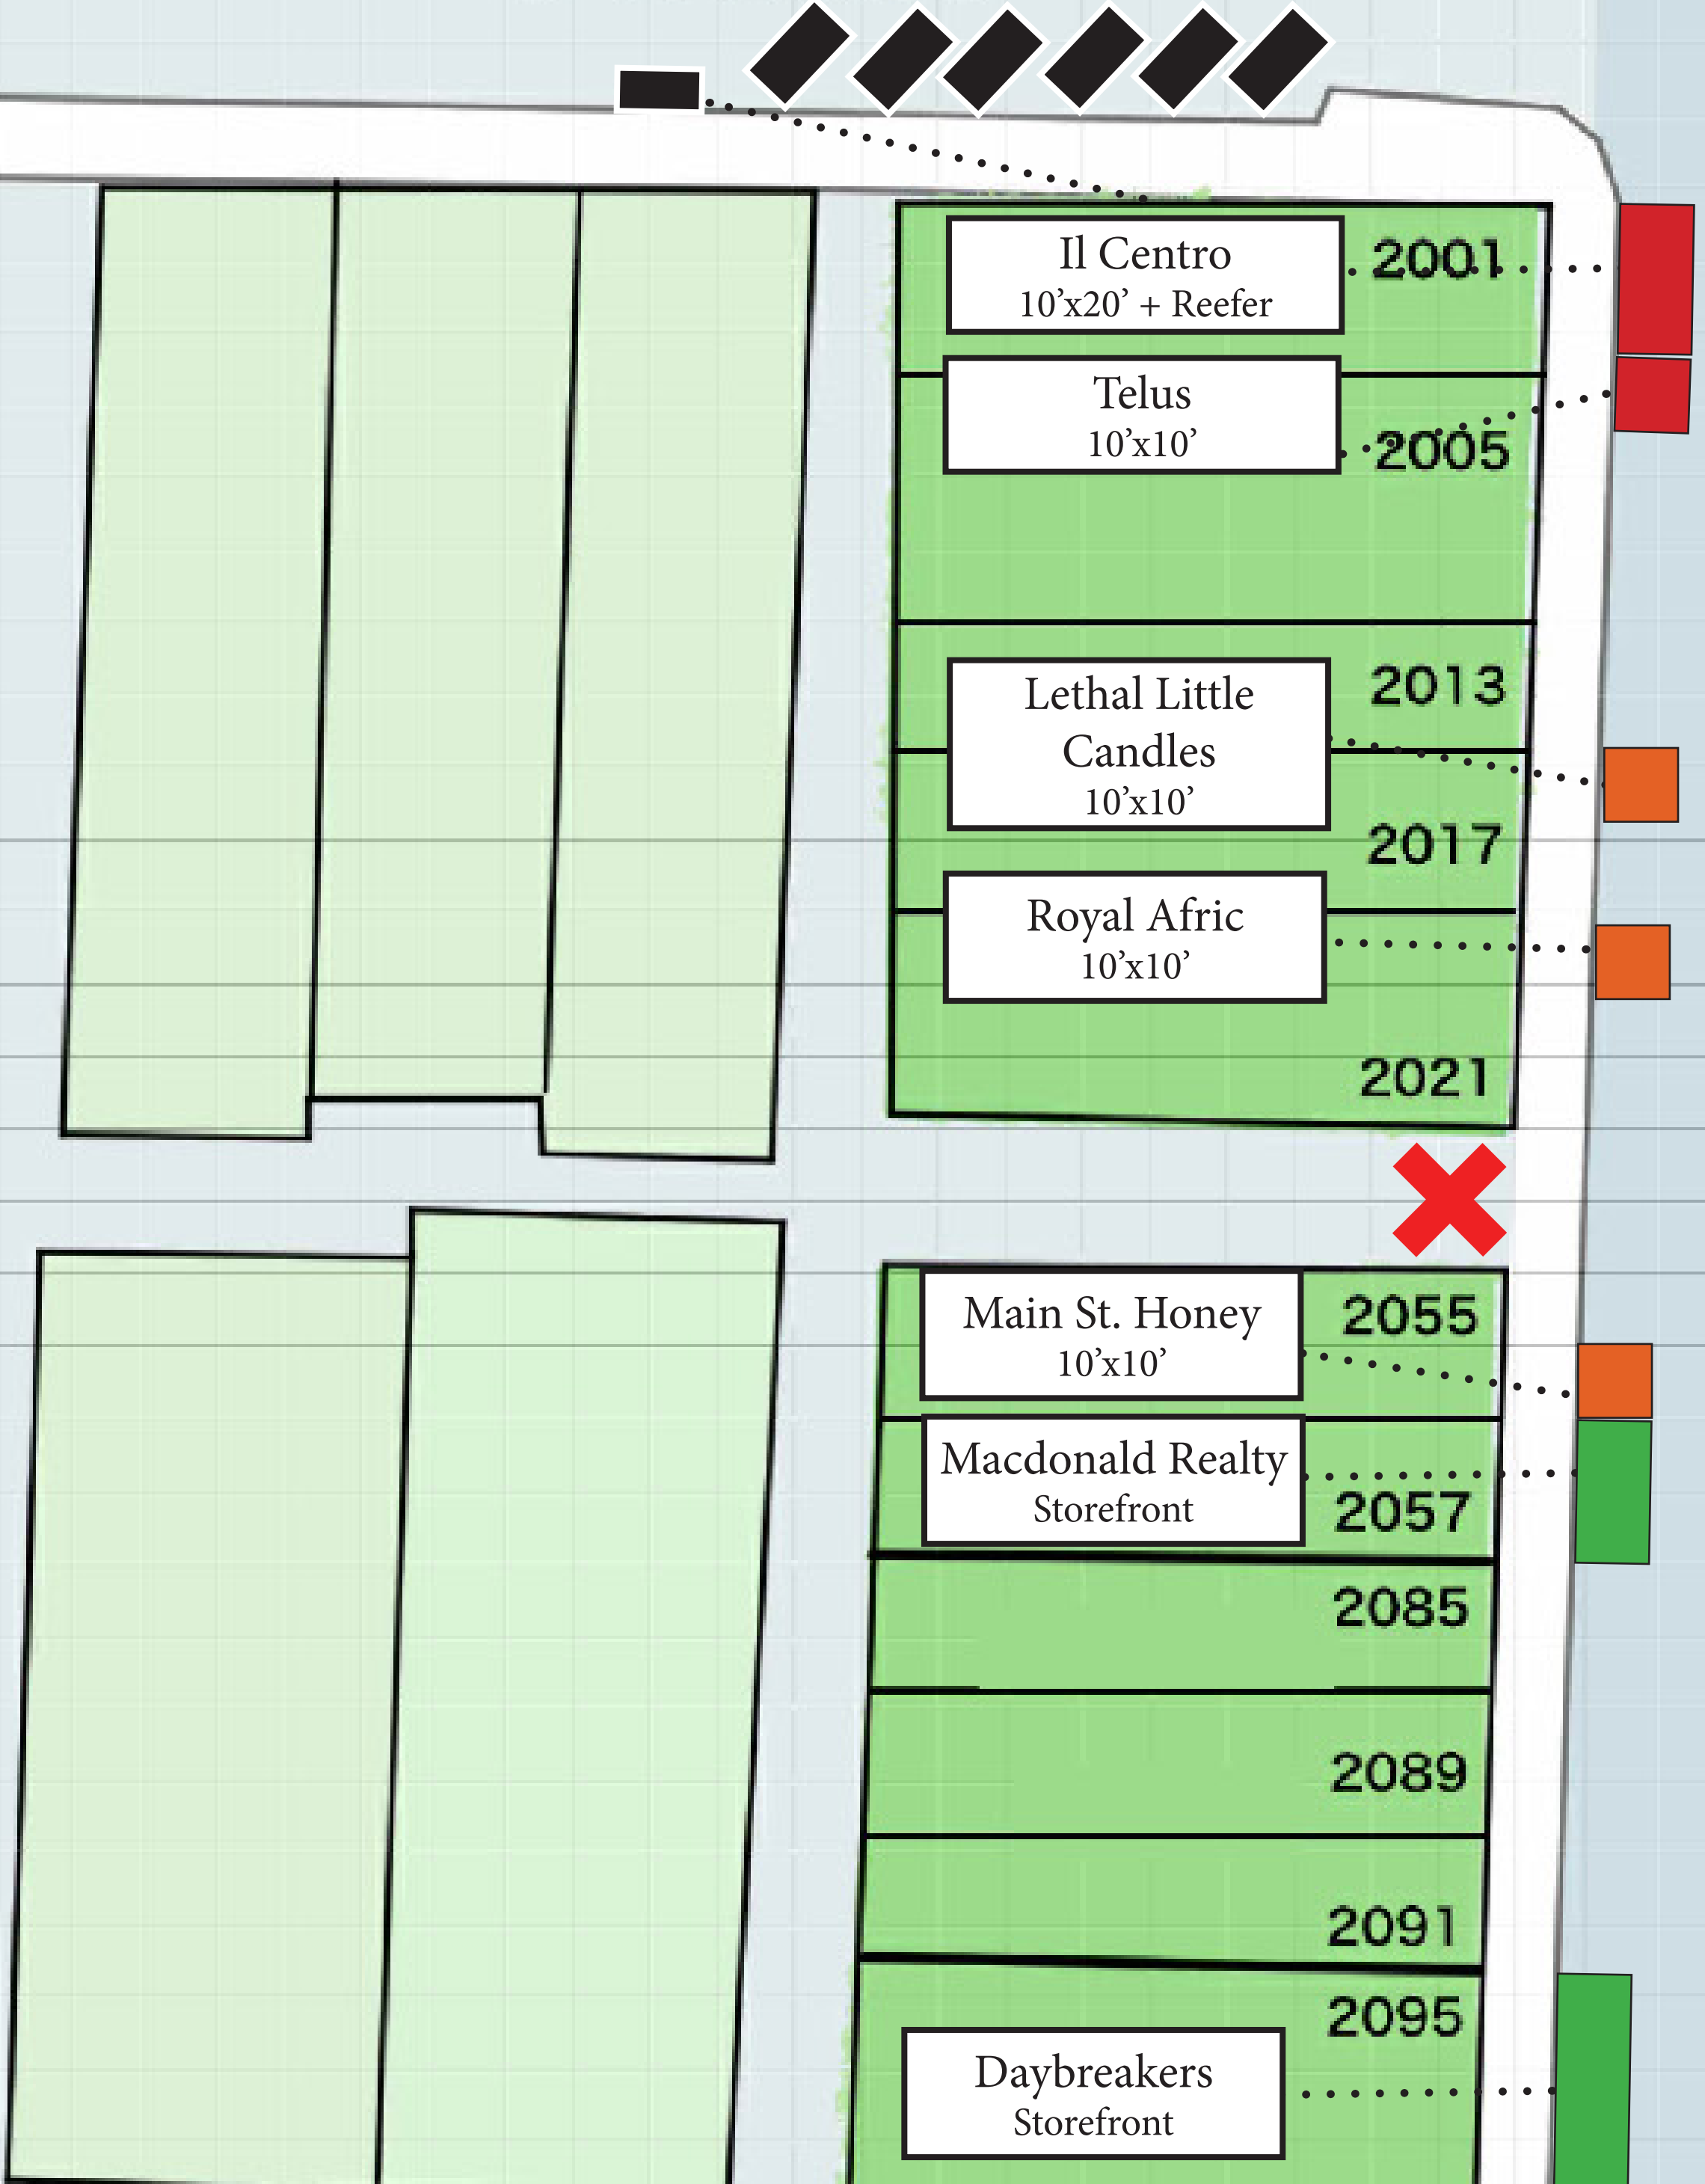 Il Centro
10’x20’ + Reefer
2001
Telus
10’x10’
2005
2013
Lethal Little
Candles
10’x10’
2017
Royal Afric
10’x10’
2021
Main St. Honey
10’x10’
2055
Macdonald Realty
Storefront
2057
2085
2089
2091
2095
Daybreakers
Storefront